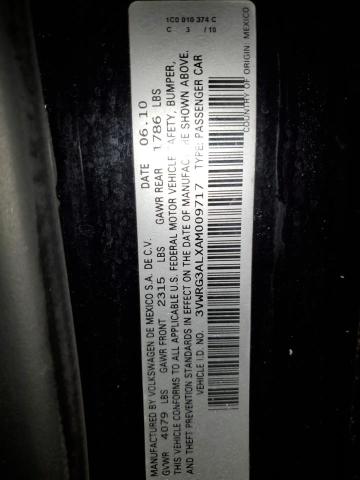 1C0 010 374 C
C 3 /10
MANUFACTURED BY VOLKSWAGEN DE MEXICO S.A. DE C.V. DATE 06.10
GVWR 4079 LBS GAWR FRONT 2315 LBS GAWR REAR 1786 LBS
THIS VEHICLE CONFORMS TO ALL APPLICABLE U.S. FEDERAL MOTOR VEHICLE SAFETY, BUMPER,
AND THEFT PREVENTION STANDARDS IN EFFECT ON THE DATE OF MANUFAC SHOWN ABOVE.
VEHICLE I.D. NO. 3VWRG3ALXAM009717 TYPE: PASSENGER CAR
COUNTRY OF ORIGIN: MEXICO